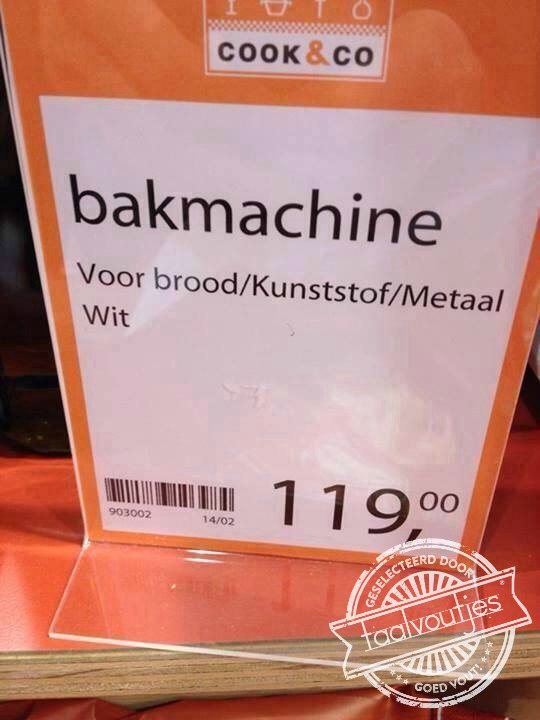 COOK&CO
bakmachine
Voor brood/Kunststof/Metaal
Wit
903002
14/02
119,00
GESELECTEERD DOOR
taalvoutjes
GOED VOUT!